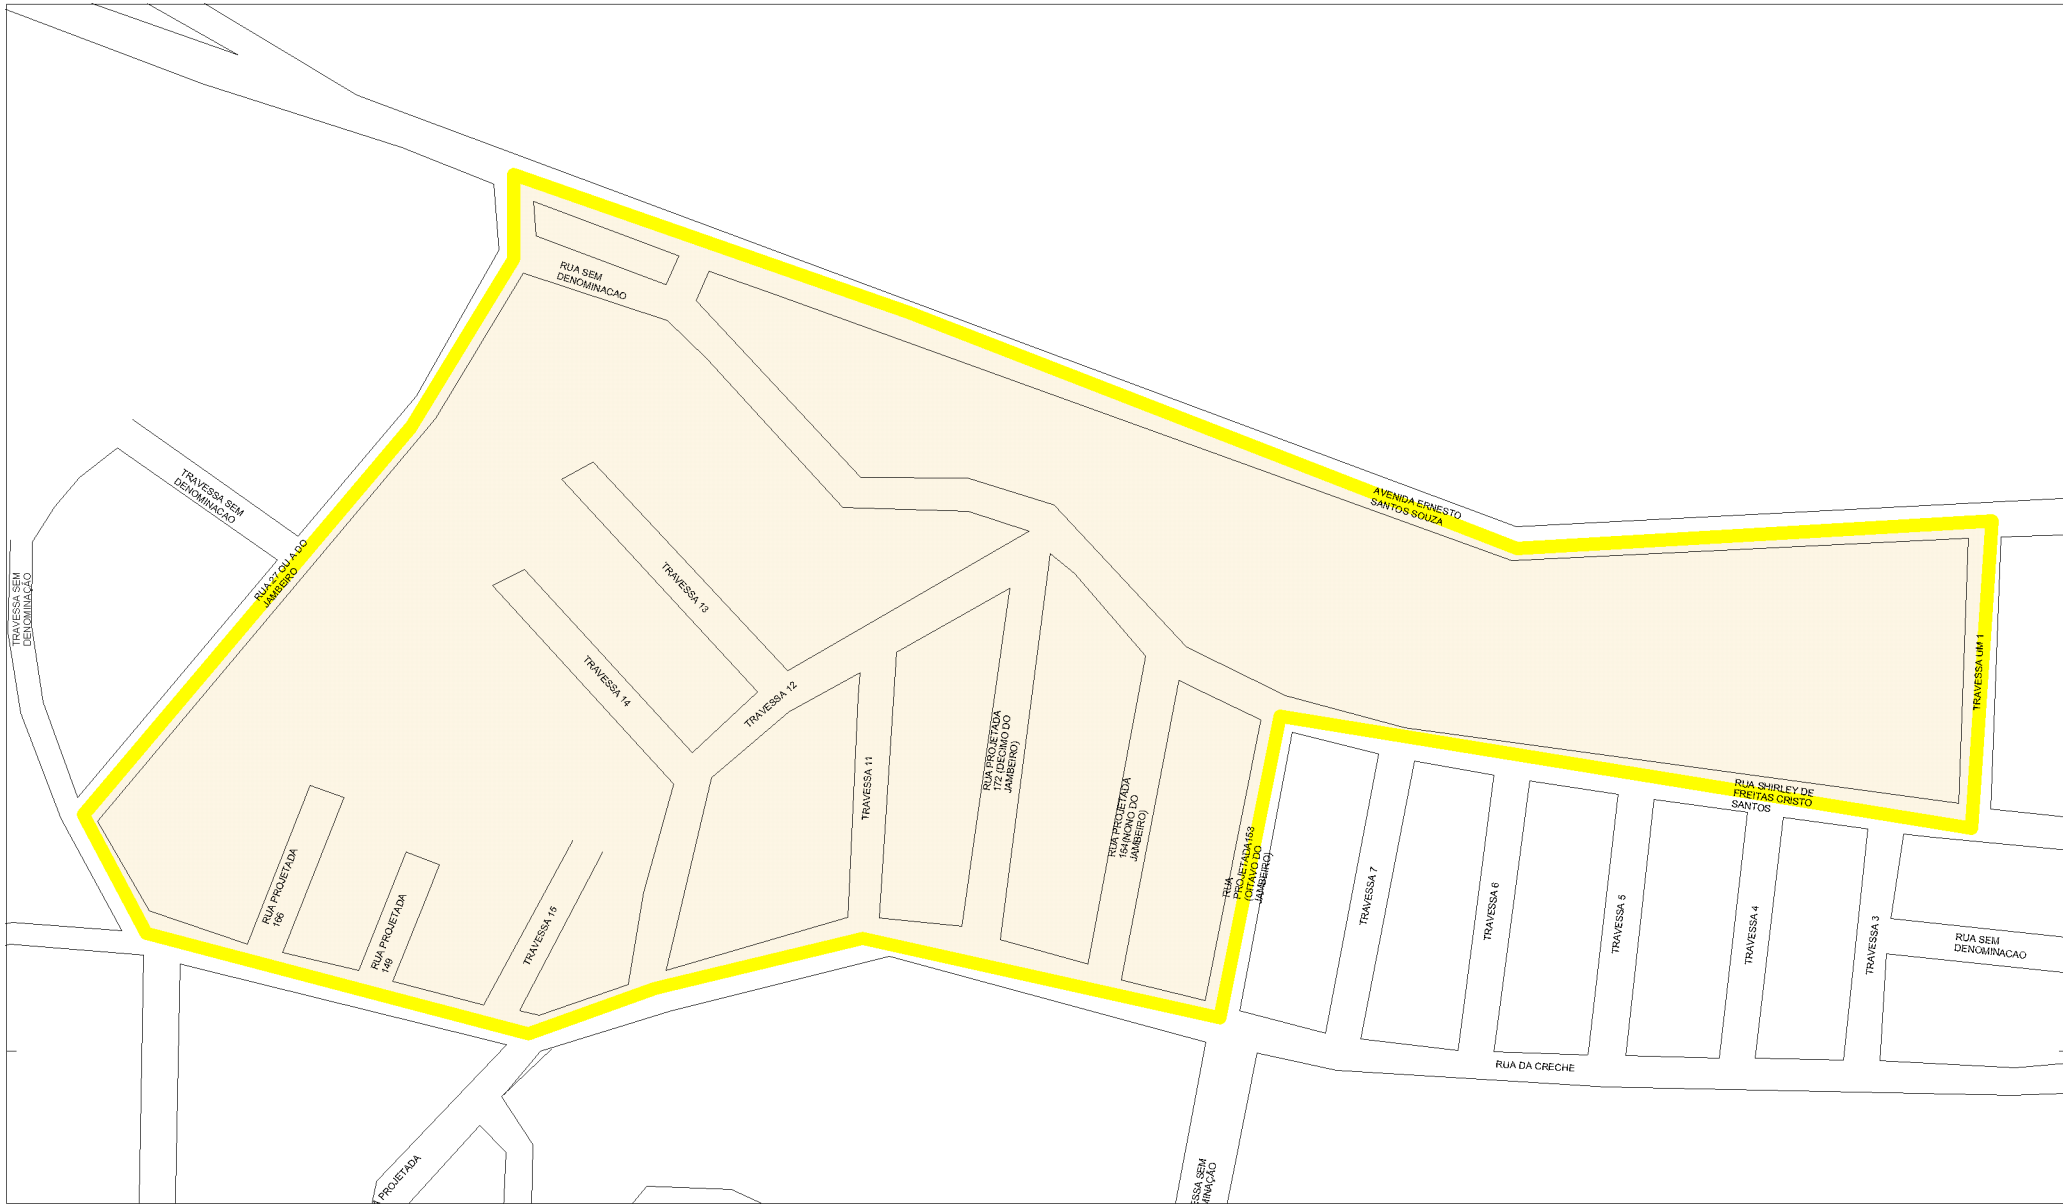 RUA SEM
DENOMINACAO
AVENIDA ERNESTO
SANTOS SOUZA
TRAVESSA SEM
DENOMINACAO
RUA 27 OU A DO
JAMBEIRO
TRAVESSA SEM
DENOMINAÇÃO
TRAVESSA 13
TRAVESSA 14
TRAVESSA 12
TRAVESSA 11
RUA PROJETADA
172 (DECIMO DO
JAMBEIRO)
RUA PROJETADA
154(NONO DO
JAMBEIRO)
RUA
PROJETADA153
(OITAVO DO
JAMBEIRO)
TRAVESSA UM 1
RUA SHIRLEY DE
FREITAS CRISTO
SANTOS
RUA PROJETADA
166
RUA PROJETADA
149
TRAVESSA 15
TRAVESSA 7
TRAVESSA 6
TRAVESSA 5
TRAVESSA 4
TRAVESSA 3
RUA SEM
DENOMINACAO
RUA DA CRECHE
PROJETADA
SSA SEM
MINAÇÃO